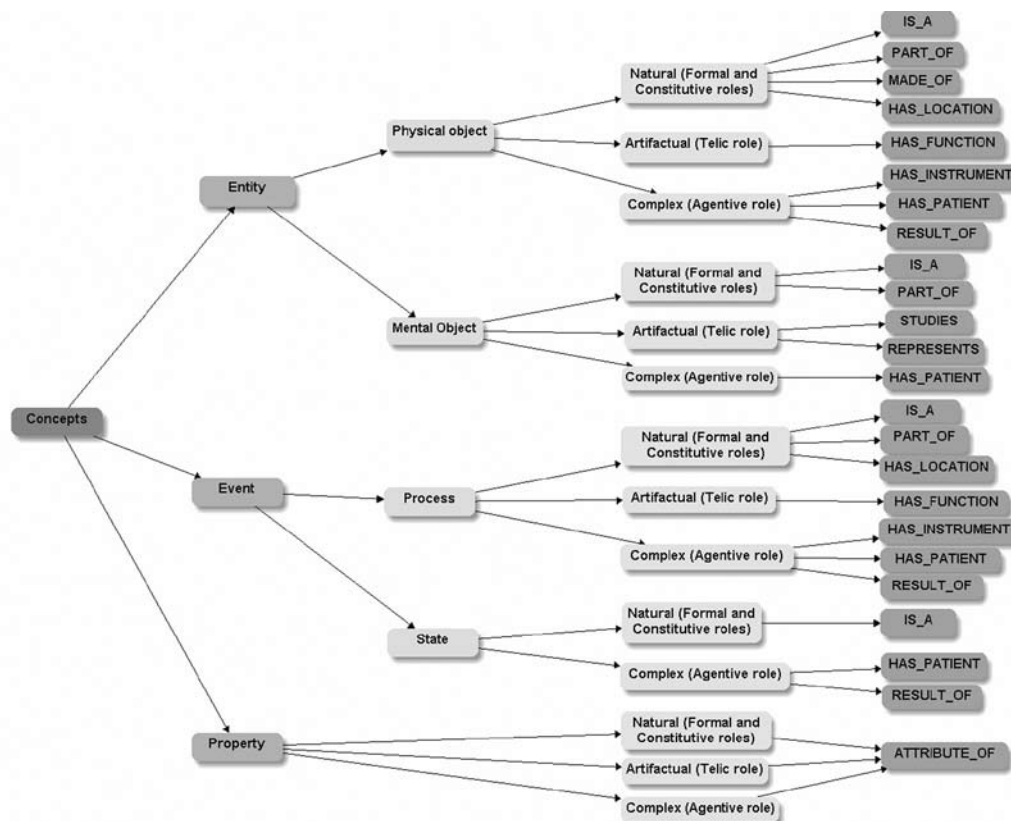 IS_A
PART_OF
Natural (Formal and
Constitutive roles)
MADE_OF
HAS_LOCATION
Physical object
Artifactual (Telic role)
HAS_FUNCTION
Entity
HAS_INSTRUMENT
Complex (Agentive role)
HAS_PATIENT
RESULT_OF
IS_A
Natural (Formal and
Constitutive roles)
PART_OF
Mental Object
Artifactual (Telic role)
STUDIES
REPRESENTS
Complex (Agentive role)
HAS_PATIENT
Concepts
IS_A
Natural (Formal and
Constitutive roles)
PART_OF
HAS_LOCATION
Event
Process
Artifactual (Telic role)
HAS_FUNCTION
HAS_INSTRUMENT
Complex (Agentive role)
HAS_PATIENT
RESULT_OF
State
Natural (Formal and
Constitutive roles)
IS_A
Complex (Agentive role)
HAS_PATIENT
RESULT_OF
Property
Natural (Formal and
Constitutive roles)
Artifactual (Telic role)
ATTRIBUTE_OF
Complex (Agentive role)